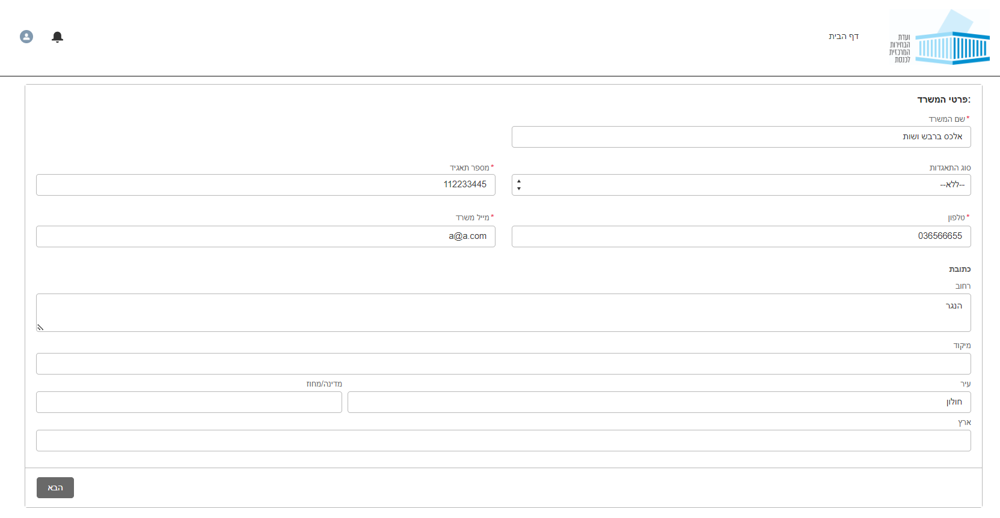 ועדת
הבחירות
המרכזית
לכנסת
דף הבית
פרטי המשרד:
*שם המשרד
אלכס ברבש ושות
סוג התאגדות
--ללא--
*מספר תאגיד
112233445
*טלפון
036566655
*מייל משרד
a@a.com
כתובת
רחוב
הנגר
מיקוד
עיר
חולון
מדינה/מחוז
ארץ
הבא